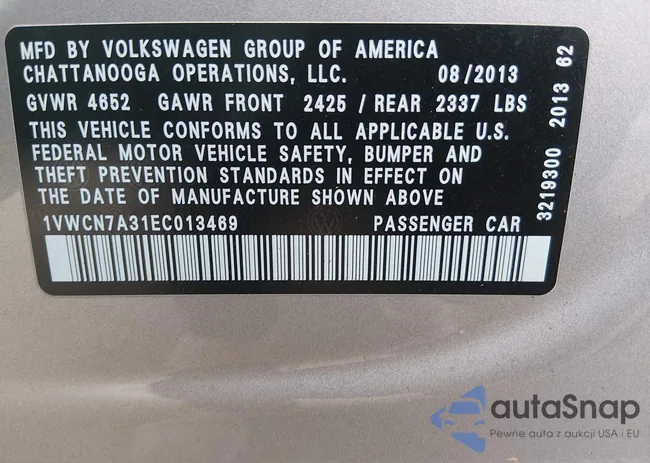 MFD BY VOLKSWAGEN GROUP OF AMERICA
CHATTANOOGA OPERATIONS, LLC. 08/2013
GVWR 4652 GAWR FRONT 2425 / REAR 2337 LBS
THIS VEHICLE CONFORMS TO ALL APPLICABLE U.S.
FEDERAL MOTOR VEHICLE SAFETY, BUMPER AND
THEFT PREVENTION STANDARDS IN EFFECT ON
THE DATE OF MANUFACTURE SHOWN ABOVE
1VWCN7A31EC013469 PASSENGER CAR
3219300 2013 62
autaSnap
Pewne auta z aukcji USA i EU